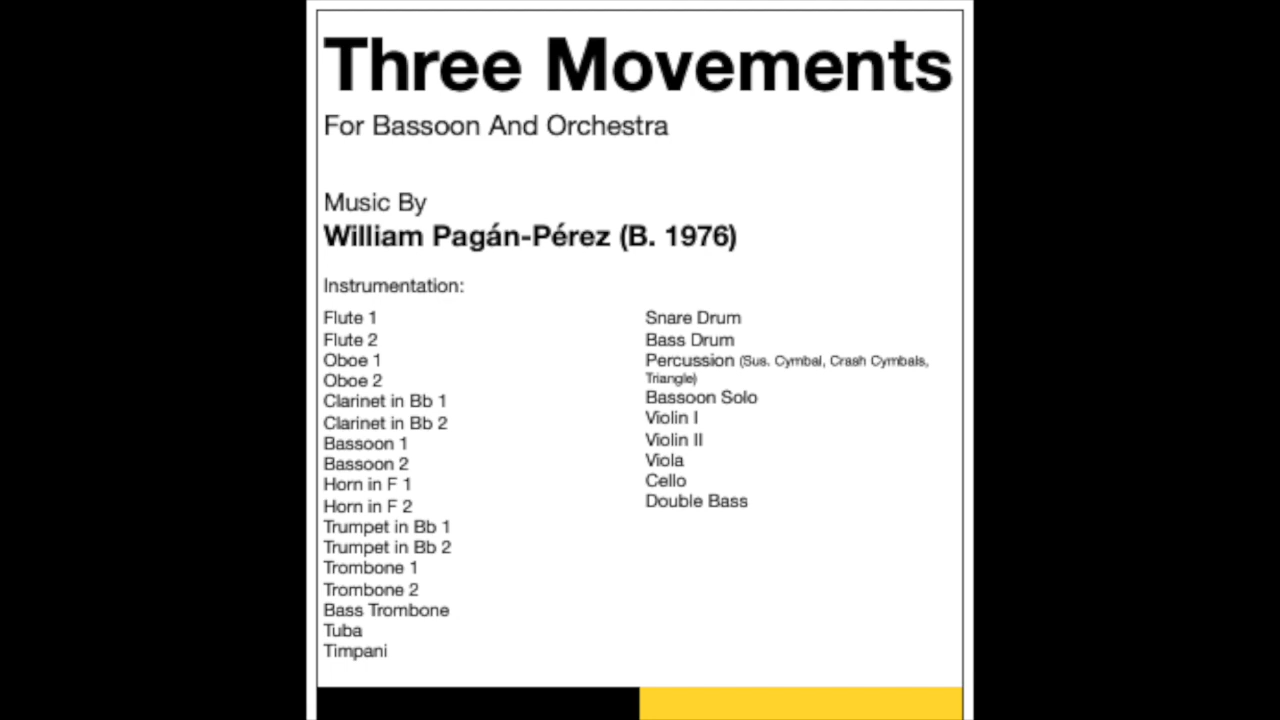 Three Movements
For Bassoon And Orchestra
Music By
William Pagán-Pérez (B. 1976)
Instrumentation:
Flute 1
Flute 2
Oboe 1
Oboe 2
Clarinet in Bb 1
Clarinet in Bb 2
Bassoon 1
Bassoon 2
Horn in F 1
Horn in F 2
Trumpet in Bb 1
Trumpet in Bb 2
Trombone 1
Trombone 2
Bass Trombone
Tuba
Timpani
Snare Drum
Bass Drum
Percussion (Sus. Cymbal, Crash Cymbals,
Triangle)
Bassoon Solo
Violin I
Violin II
Viola
Cello
Double Bass